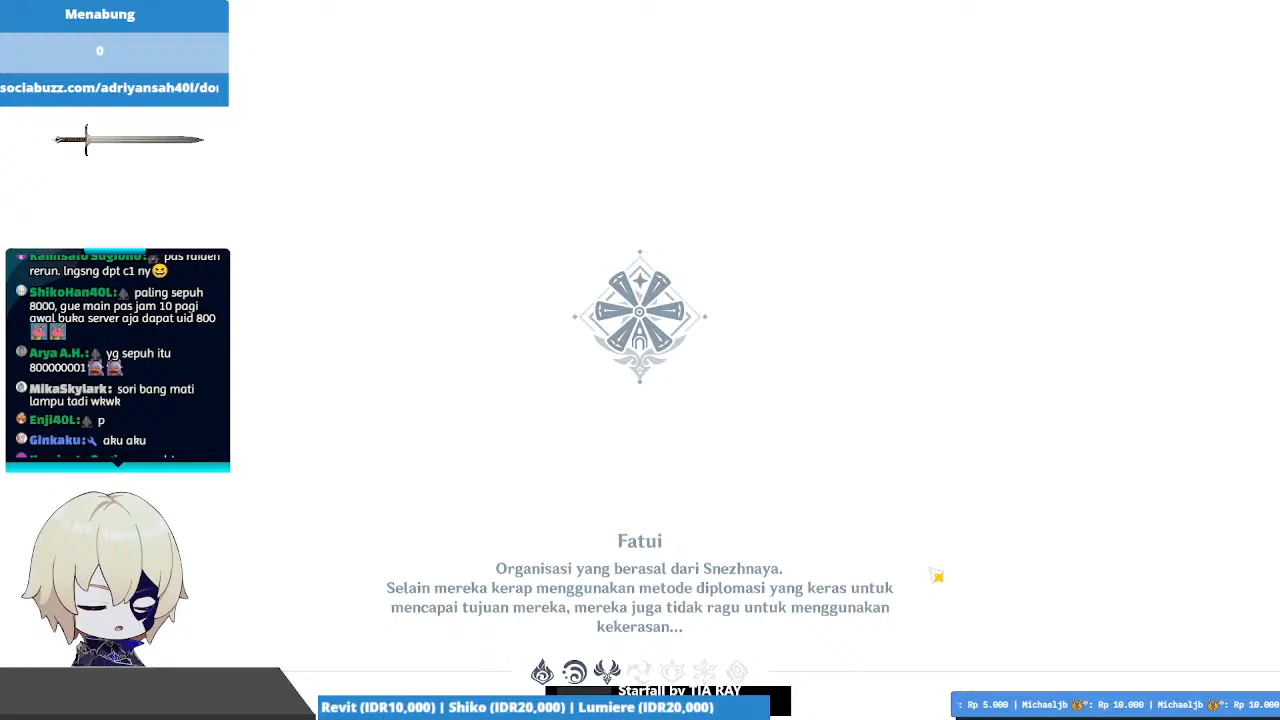 Menabung
0
sociabuzz.com/adriyansah40l/do
pas raiden
rerun. lngsng dpt c1 ny
ShikoHan40L: paling sepuh
8000, gue main pas jam 10 pagi
awal buka server aja dapat uid 800
Arya A.H.: yg sepuh itu
800000001
MikaSkylark: sori bang mati
lampu tadi wkwk
Enji40L: p
Ginkaku: aku aku
Fatui
Organisasi yang berasal dari Snezhnaya.
Selain mereka kerap menggunakan metode diplomasi yang keras untuk
mencapai tujuan mereka, mereka juga tidak ragu untuk menggunakan
kekerasan...
Starfall by TIA RAY
Revit (IDR10,000) | Shiko (IDR20,000) | Lumiere (IDR20,000)
: Rp 5.000 | Michaeljb : Rp 10.000 | Michaeljb : Rp 10.000